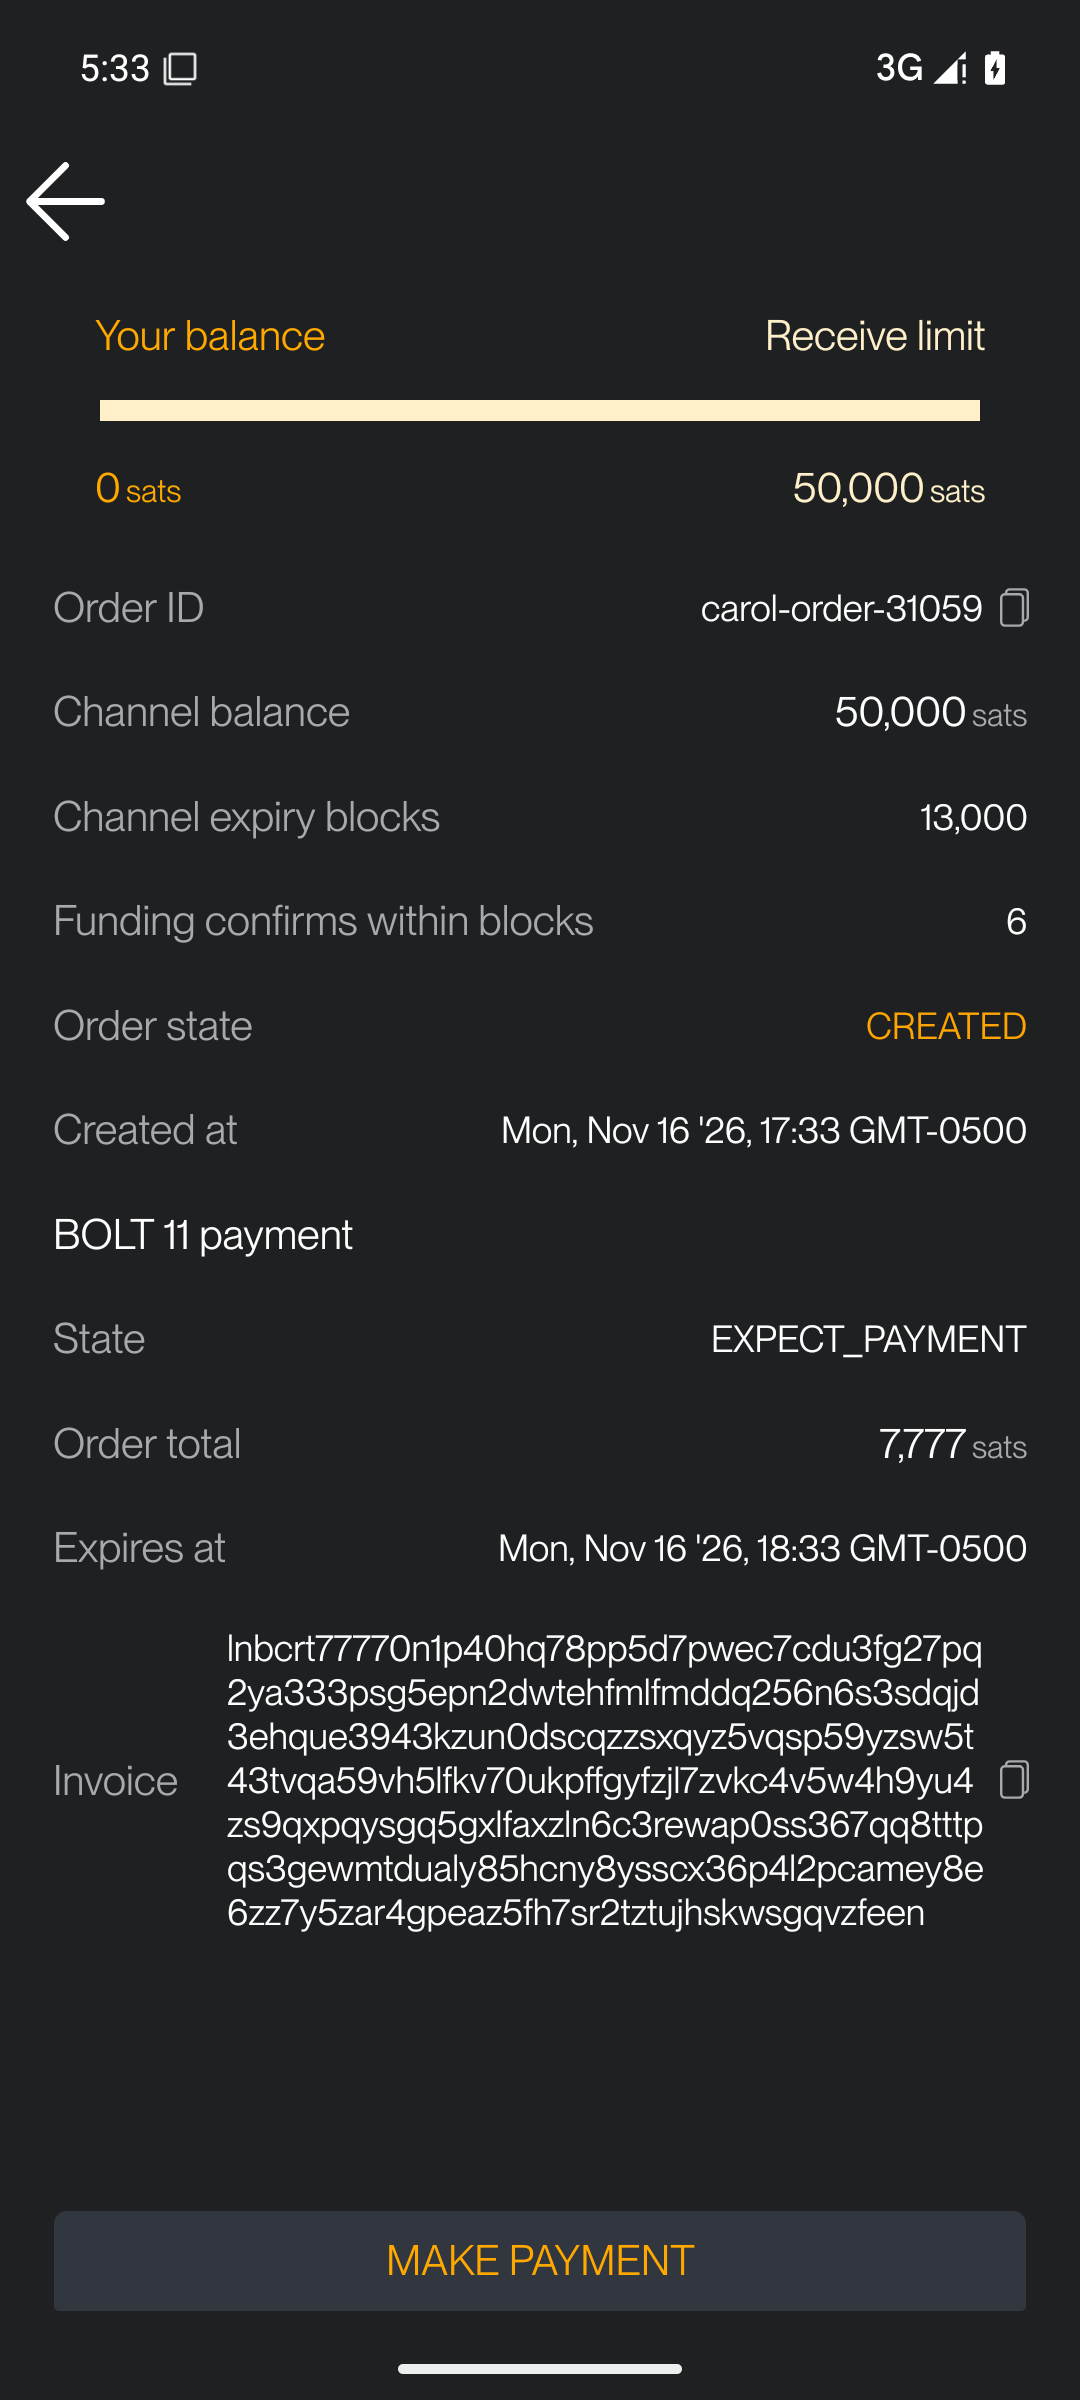 5:33 3G
Your balance Receive limit
0 sats 50,000 sats
Order ID carol-order-31059
Channel balance 50,000 sats
Channel expiry blocks 13,000
Funding confirms within blocks 6
Order state CREATED
Created at Mon, Nov 16 '26, 17:33 GMT-0500
BOLT 11 payment
State EXPECT_PAYMENT
Order total 7,777 sats
Expires at Mon, Nov 16 '26, 18:33 GMT-0500
lnbcrt77770n1p40hq78pp5d7pwec7cdu3fg27pq
2ya333psg5epn2dwtehfmlfmddq256n6s3sdqjd
3ehque3943kzun0dscqzzsxqyz5vqsp59yzsw5t
Invoice 43tvqa59vh5lfkv70ukpffgyfzjl7zvkc4v5w4h9yu4
zs9qxpqysgq5gxlfaxzln6c3rewap0ss367qq8tttp
qs3gewmtdualy85hcny8ysscx36p4l2pcamey8e
6zz7y5zar4gpeaz5fh7sr2tztujhskwsgqvzfeen
MAKE PAYMENT